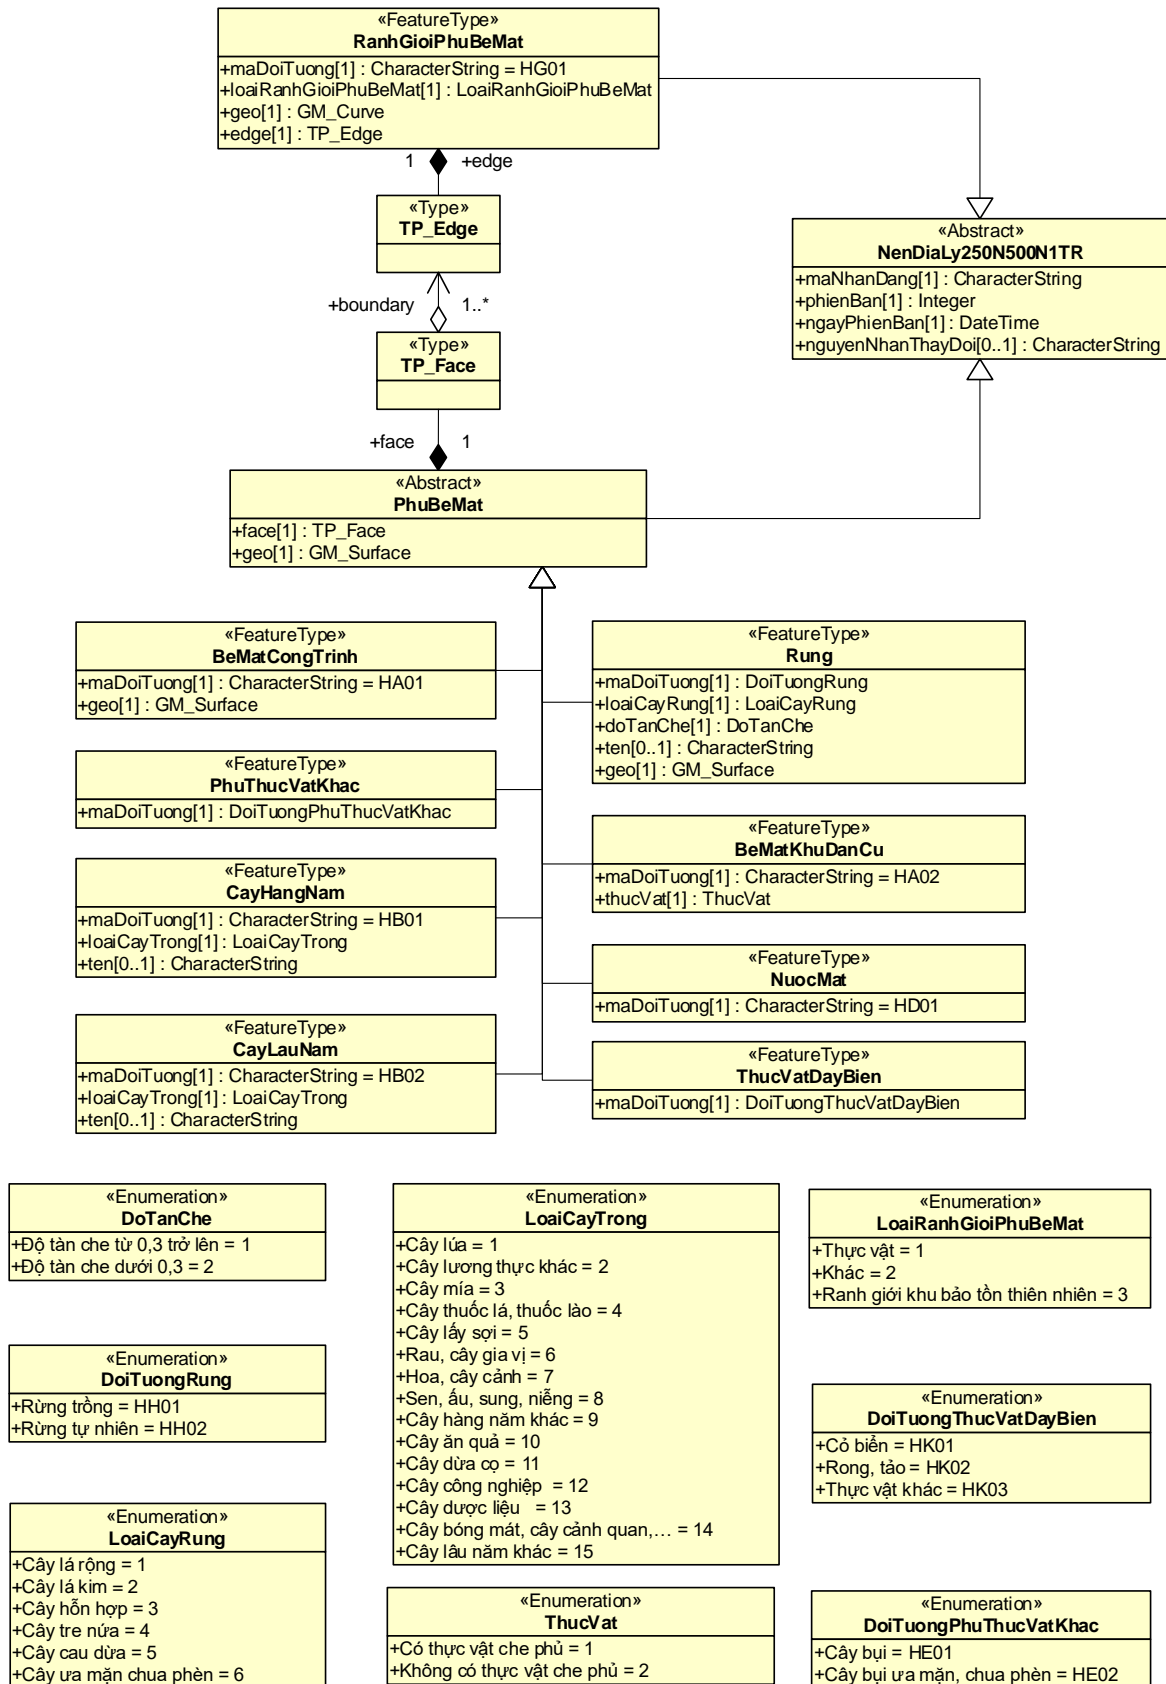 «FeatureType»
RanhGioiPhuBeMat
+maDoiTuong[1] : CharacterString = HG01
+loaiRanhGioiPhuBeMat[1] : LoaiRanhGioiPhuBeMat
+geo[1] : GM_Curve
+edge[1] : TP_Edge
1 +edge
«Type»
TP_Edge
+boundary 1..*
«Type»
TP_Face
+face 1
«Abstract»
NenDiaLy250N500N1TR
+maNhanDang[1] : CharacterString
+phienBan[1] : Integer
+ngayPhienBan[1] : DateTime
+nguyenNhanThayDoi[0..1] : CharacterString
«Abstract»
PhuBeMat
+face[1] : TP_Face
+geo[1] : GM_Surface
«FeatureType»
BeMatCongTrinh
+maDoiTuong[1] : CharacterString = HA01
+geo[1] : GM_Surface
«FeatureType»
Rung
+maDoiTuong[1] : DoiTuongRung
+loaiCayRung[1] : LoaiCayRung
+doTanChe[1] : DoTanChe
+ten[0..1] : CharacterString
+geo[1] : GM_Surface
«FeatureType»
PhuThucVatKhac
+maDoiTuong[1] : DoiTuongPhuThucVatKhac
«FeatureType»
BeMatKhuDanCu
+maDoiTuong[1] : CharacterString = HA02
+thucVat[1] : ThucVat
«FeatureType»
CayHangNam
+maDoiTuong[1] : CharacterString = HB01
+loaiCayTrong[1] : LoaiCayTrong
+ten[0..1] : CharacterString
«FeatureType»
NuocMat
+maDoiTuong[1] : CharacterString = HD01
«FeatureType»
CayLauNam
+maDoiTuong[1] : CharacterString = HB02
+loaiCayTrong[1] : LoaiCayTrong
+ten[0..1] : CharacterString
«FeatureType»
ThucVatDayBien
+maDoiTuong[1] : DoiTuongThucVatDayBien
«Enumeration»
DoTanChe
+Độ tàn che từ 0,3 trở lên = 1
+Độ tàn che dưới 0,3 = 2
«Enumeration»
DoiTuongRung
+Rừng trồng = HH01
+Rừng tự nhiên = HH02
«Enumeration»
LoaiCayRung
+Cây lá rộng = 1
+Cây lá kim = 2
+Cây hỗn hợp = 3
+Cây tre nứa = 4
+Cây cau dừa = 5
+Cây ưa mặn chua phèn = 6
«Enumeration»
LoaiCayTrong
+Cây lúa = 1
+Cây lương thực khác = 2
+Cây mía = 3
+Cây thuốc lá, thuốc lào = 4
+Cây lấy sợi = 5
+Rau, cây gia vị = 6
+Hoa, cây cảnh = 7
+Sen, ấu, sung, niễng = 8
+Cây hàng năm khác = 9
+Cây ăn quả = 10
+Cây dừa cọ = 11
+Cây công nghiệp = 12
+Cây dược liệu = 13
+Cây bóng mát, cây cảnh quan,… = 14
+Cây lâu năm khác = 15
«Enumeration»
ThucVat
+Có thực vật che phủ = 1
+Không có thực vật che phủ = 2
«Enumeration»
LoaiRanhGioiPhuBeMat
+Thực vật = 1
+Khác = 2
+Ranh giới khu bảo tồn thiên nhiên = 3
«Enumeration»
DoiTuongThucVatDayBien
+Cỏ biển = HK01
+Rong, tảo = HK02
+Thực vật khác = HK03
«Enumeration»
DoiTuongPhuThucVatKhac
+Cây bụi = HE01
+Cây bụi ưa mặn, chua phèn = HE02